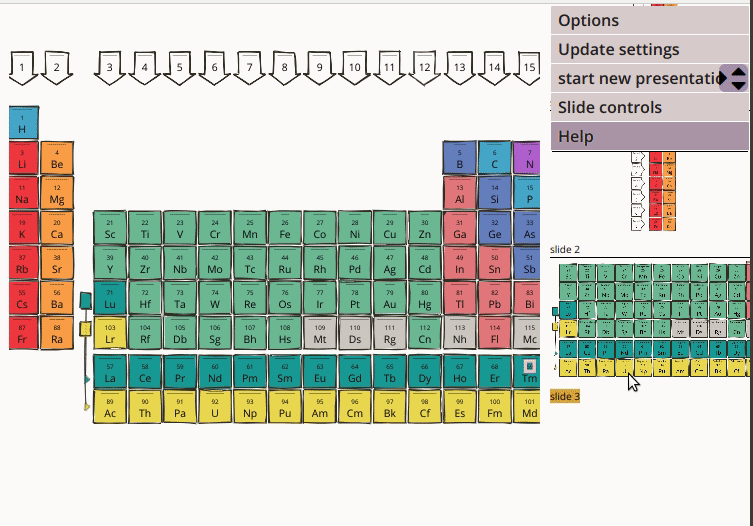 1 2 3 4 5 6 7 8 9 10 11 12 13 14 15
1
H
3 4 5 6 7
Li Be B C N
11 12 13 14 15
Na Mg Al Si P
19 20 21 22 23 24 25 26 27 28 29 30 31 32 33
K Ca Sc Ti V Cr Mn Fe Co Ni Cu Zn Ga Ge As
37 38 39 40 41 42 43 44 45 46 47 48 49 50 51
Rb Sr Y Zr Nb Mo Tc Ru Rh Pd Ag Cd In Sn Sb
55 56 71 72 73 74 75 76 77 78 79 80 81 82 83
Cs Ba Lu Hf Ta W Re Os Ir Pt Au Hg Tl Pb Bi
87 88 103 104 105 106 107 108 109 110 111 112 113 114 115
Fr Ra Lr Rf Db Sg Bh Hs Mt Ds Rg Cn Nh Fl Mc
57 58 59 60 61 62 63 64 65 66 67 68
La Ce Pr Nd Pm Sm Eu Gd Tb Dy Ho Er Tm
89 90 91 92 93 94 95 96 97 98 99 100 101
Ac Th Pa U Np Pu Am Cm Bk Cf Es Fm Md
Options
Update settings
start new presentatio
Slide controls
Help
slide 2
slide 3